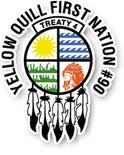 YELLOW QUILL FIRST NATION #90
TREATY 4